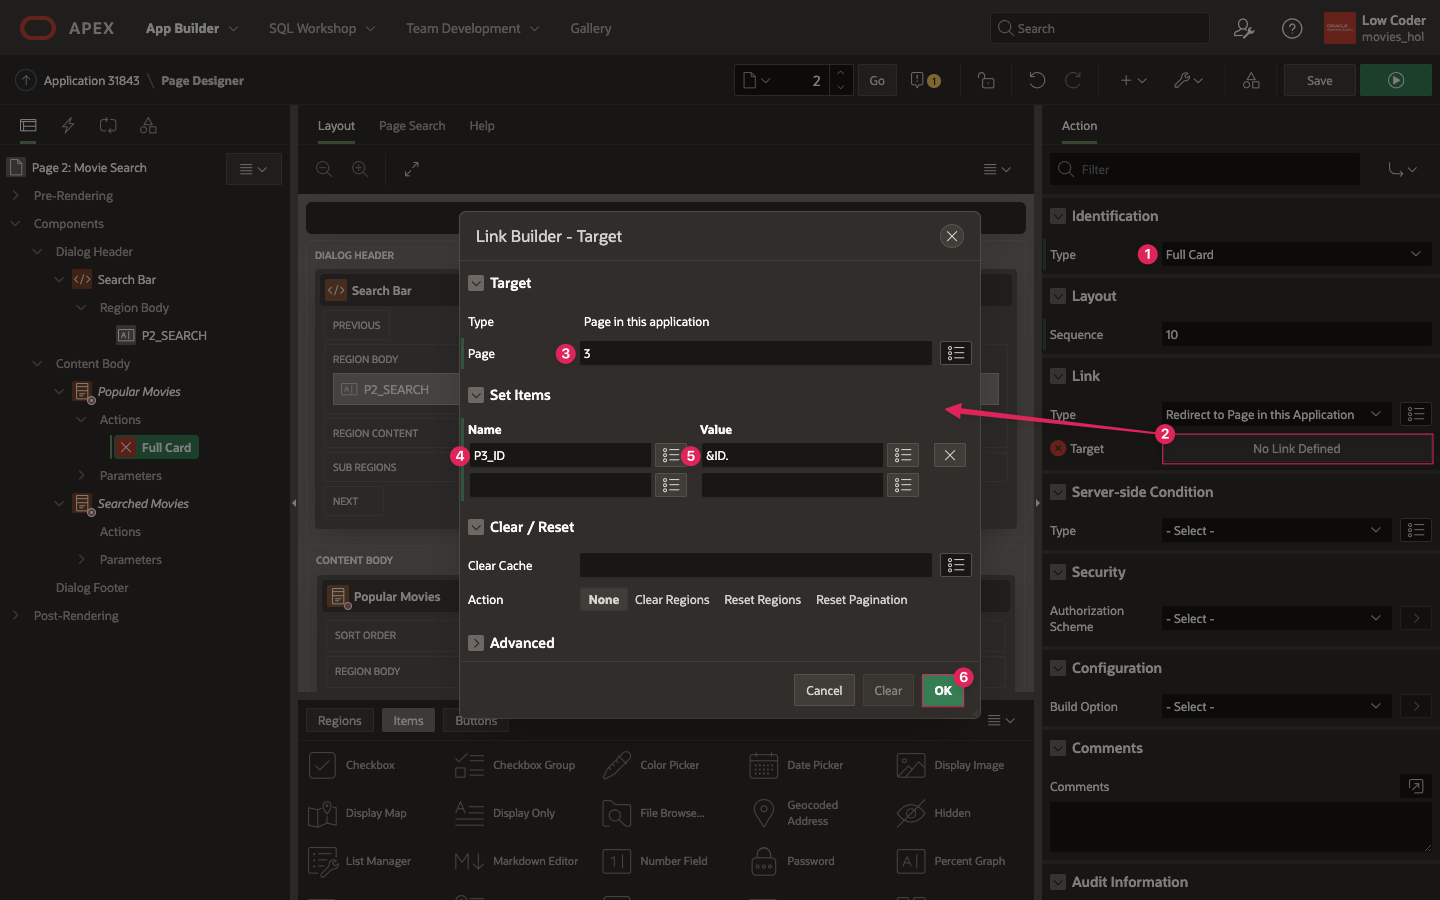 APEX
App Builder
SQL Workshop
Team Development
Gallery
Search
Low Coder
movies_hol
Application 31843 \ Page Designer
2
Go
1
Save
Page 2: Movie Search
Pre-Rendering
Components
Dialog Header
Search Bar
Region Body
P2_SEARCH
Content Body
Popular Movies
Actions
Full Card
Parameters
Searched Movies
Actions
Parameters
Dialog Footer
Post-Rendering
Layout
Page Search
Help
DIALOG HEADER
Search Bar
PREVIOUS
REGION BODY
P2_SEARCH
REGION CONTENT
SUB REGIONS
NEXT
CONTENT BODY
Popular Movies
SORT ORDER
REGION BODY
Link Builder - Target
Target
Type
Page in this application
Page
3
3
Set Items
Name
Value
4
P3_ID
5
&ID.
Clear / Reset
Clear Cache
Action
None
Clear Regions
Reset Regions
Reset Pagination
Advanced
Cancel
Clear
OK
6
Regions
Items
Buttons
Checkbox
Checkbox Group
Color Picker
Date Picker
Display Image
Display Map
Display Only
File Browse...
Geocoded
Address
Hidden
List Manager
Markdown Editor
Number Field
Password
Percent Graph
Action
Filter
Identification
Type
1
Full Card
Layout
Sequence
10
Link
Type
Redirect to Page in this Application
2
Target
No Link Defined
Server-side Condition
Type
- Select -
Security
Authorization
Scheme
- Select -
Configuration
Build Option
- Select -
Comments
Comments
Audit Information